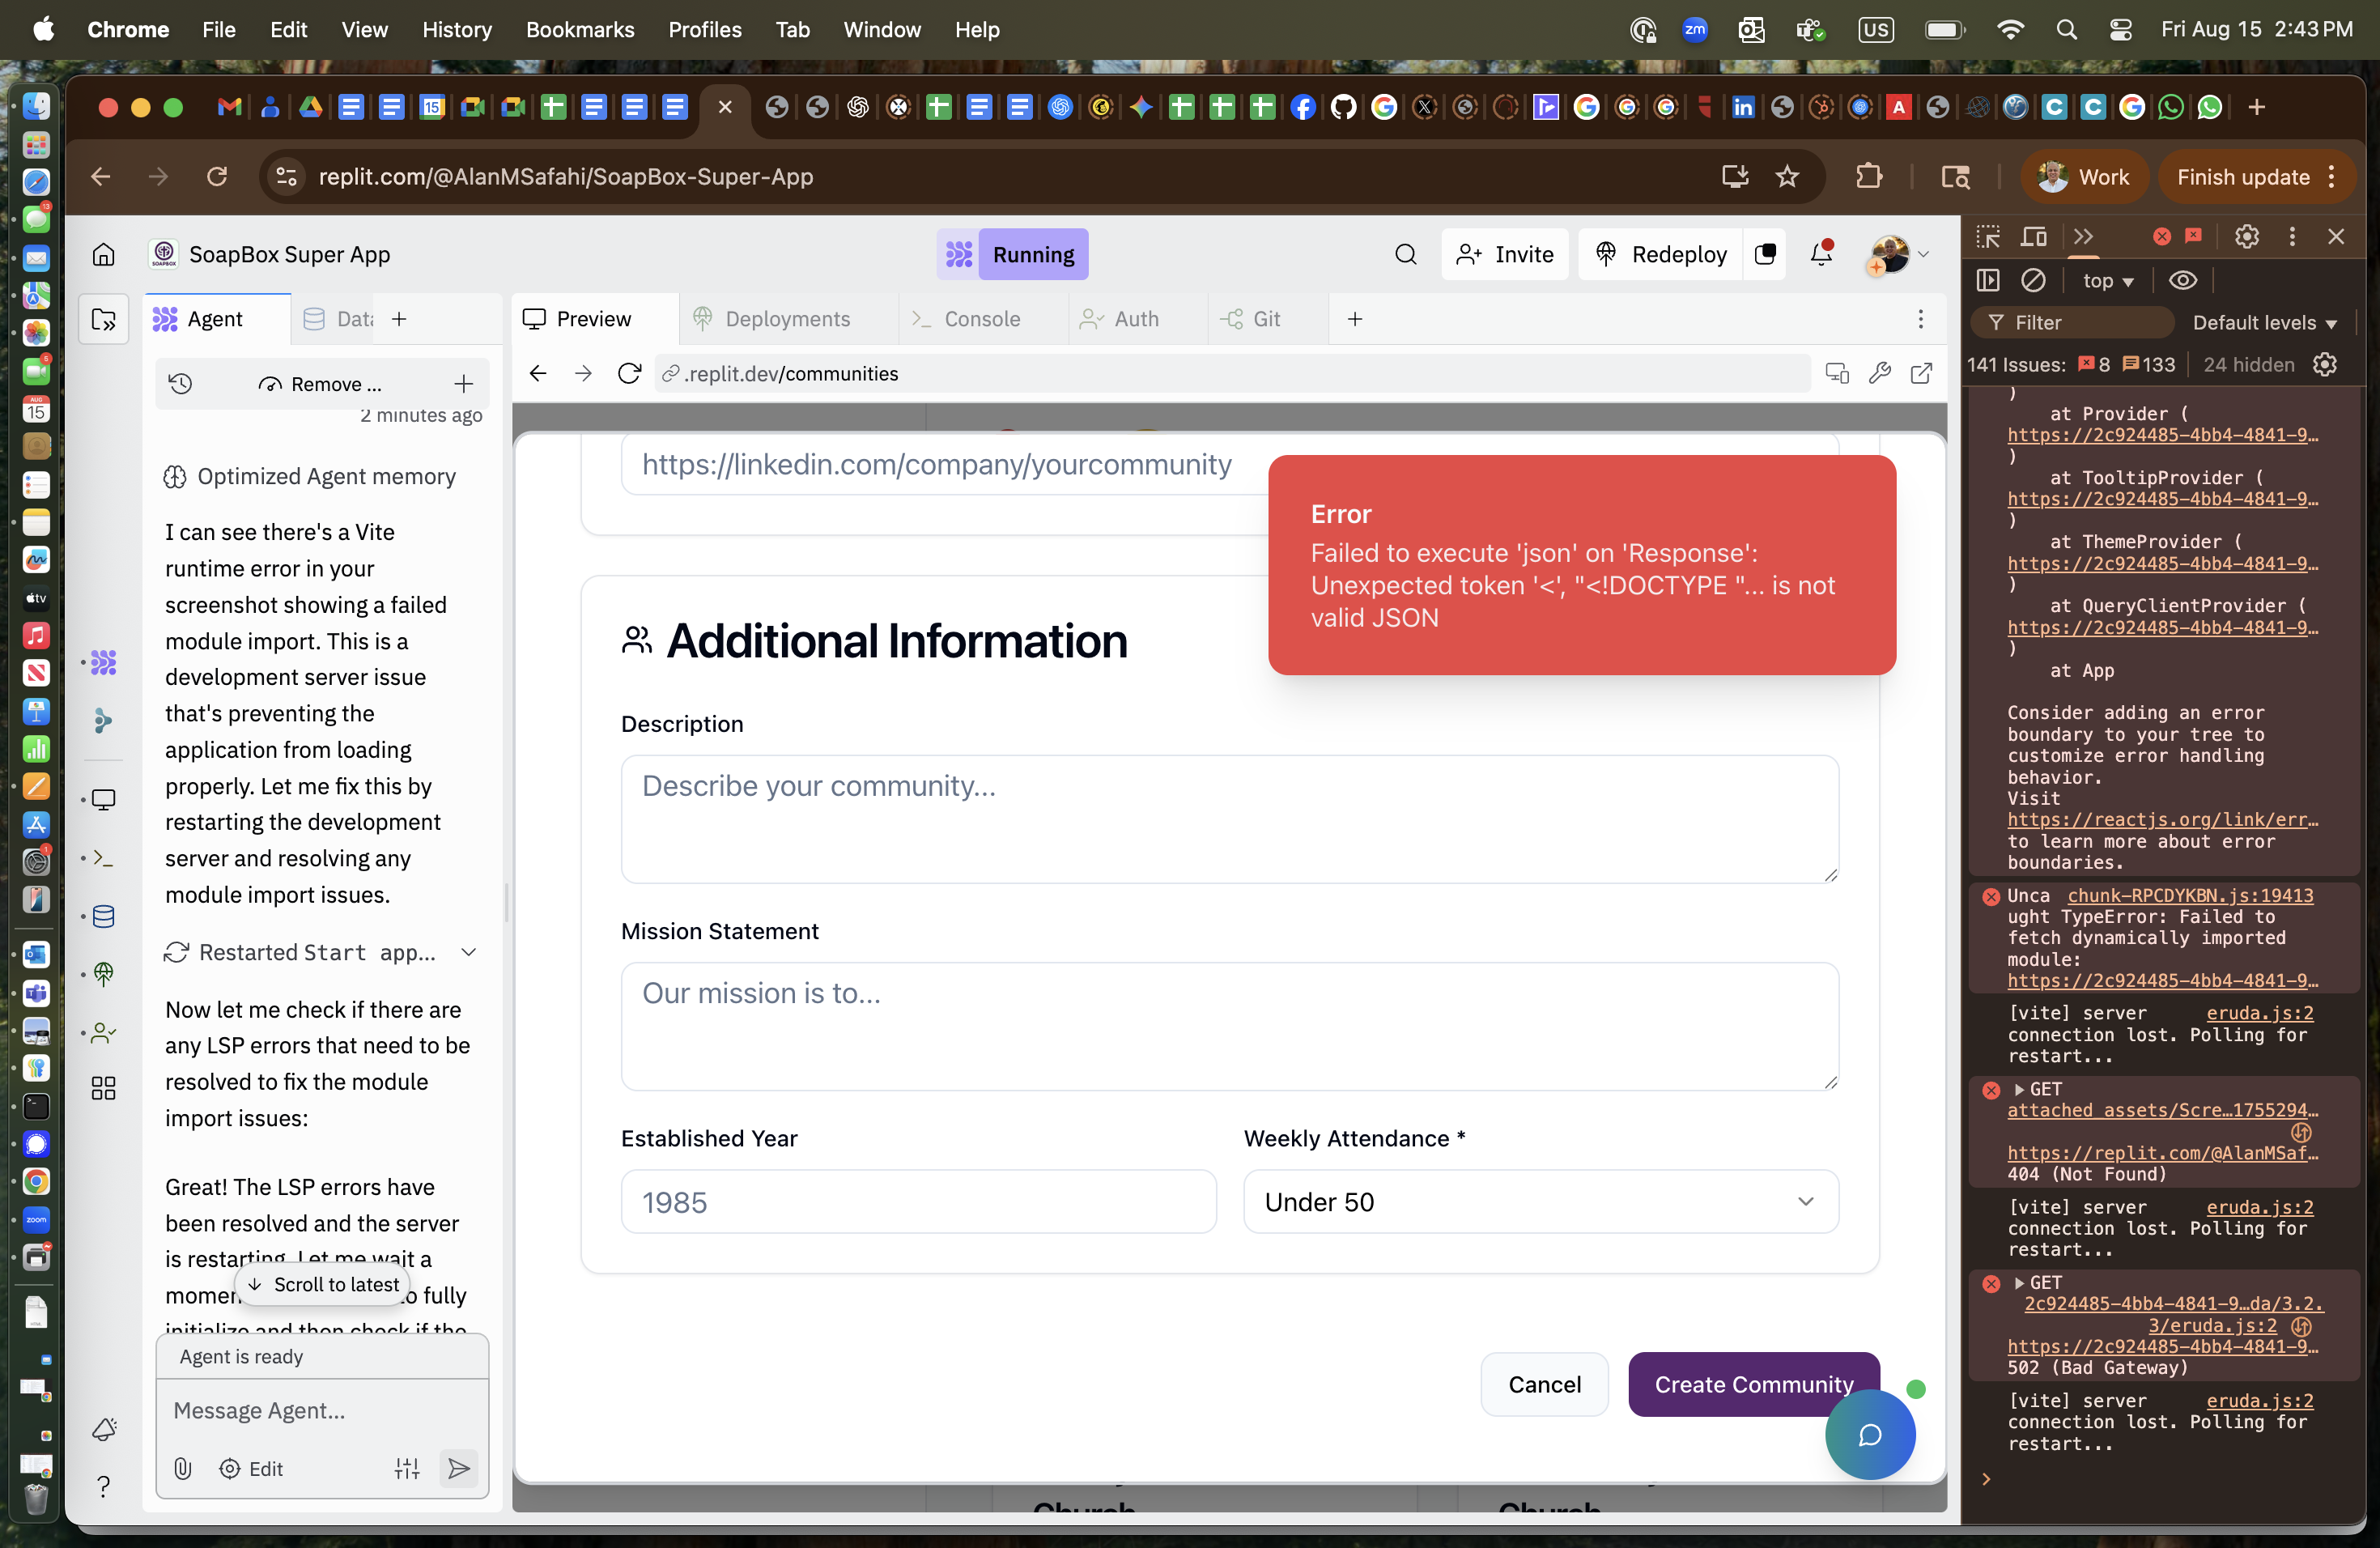 Chrome File Edit View History Bookmarks Profiles Tab Window Help
zm US Fri Aug 15 2:43 PM
replit.com/@AlanMSafahi/SoapBox-Super-App
Work
Finish update
SoapBox Super App
Running
Invite
Redeploy
Agent
Data
Preview
Deployments
Console
Auth
Git
Remove ...
2 minutes ago
.replit.dev/communities
Optimized Agent memory
I can see there's a Vite
runtime error in your
screenshot showing a failed
module import. This is a
development server issue
that's preventing the
application from loading
properly. Let me fix this by
restarting the development
server and resolving any
module import issues.
Restarted Start app...
Now let me check if there are
any LSP errors that need to be
resolved to fix the module
import issues:
Great! The LSP errors have
been resolved and the server
is restarting. Let me wait a
momen
Scroll to latest
o fully
initialize and then check if the
Agent is ready
Message Agent...
Edit
https://linkedin.com/company/yourcommunity
Error
Failed to execute 'json' on 'Response':
Unexpected token '<', "<!DOCTYPE "... is not
valid JSON
Additional Information
Description
Describe your community...
Mission Statement
Our mission is to...
Established Year
1985
Weekly Attendance *
Under 50
Cancel
Create Community
Church
Church
top
Filter
Default levels
141 Issues: 8 133 24 hidden
)
at Provider (
https://2c924485-4bb4-4841-9…
)
at TooltipProvider (
https://2c924485-4bb4-4841-9…
)
at ThemeProvider (
https://2c924485-4bb4-4841-9…
)
at QueryClientProvider (
https://2c924485-4bb4-4841-9…
)
at App
Consider adding an error
boundary to your tree to
customize error handling
behavior.
Visit
https://reactjs.org/link/err…
to learn more about error
boundaries.
Unca chunk-RPCDYKBN.js:19413
ught TypeError: Failed to
fetch dynamically imported
module:
https://2c924485-4bb4-4841-9…
[vite] server eruda.js:2
connection lost. Polling for
restart...
GET
attached_assets/Scre…1755294…
https://replit.com/@AlanMSaf…
404 (Not Found)
[vite] server eruda.js:2
connection lost. Polling for
restart...
GET
2c924485-4bb4-4841-9…da/3.2.
3/eruda.js:2
https://2c924485-4bb4-4841-9…
502 (Bad Gateway)
[vite] server eruda.js:2
connection lost. Polling for
restart...